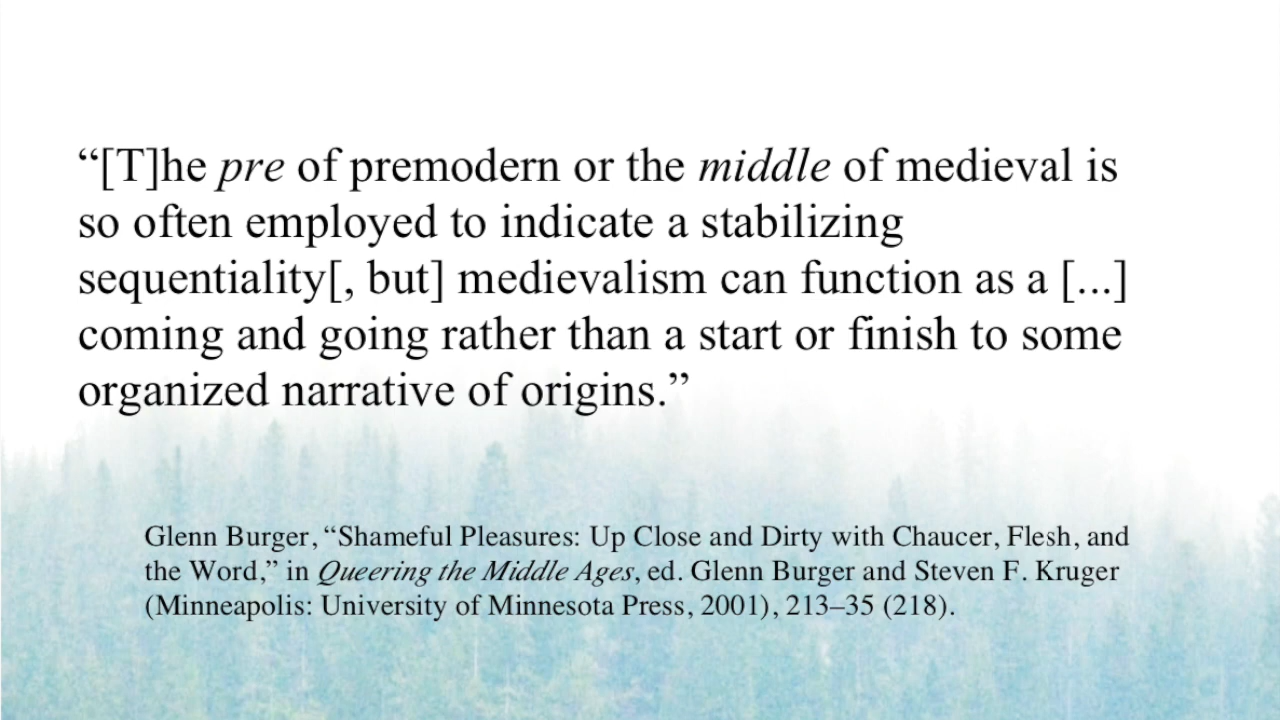 “[T]he pre of premodern or the middle of medieval is
so often employed to indicate a stabilizing
sequentiality[, but] medievalism can function as a [...]
coming and going rather than a start or finish to some
organized narrative of origins.”
Glenn Burger, “Shameful Pleasures: Up Close and Dirty with Chaucer, Flesh, and
the Word,” in Queering the Middle Ages, ed. Glenn Burger and Steven F. Kruger
(Minneapolis: University of Minnesota Press, 2001), 213–35 (218).